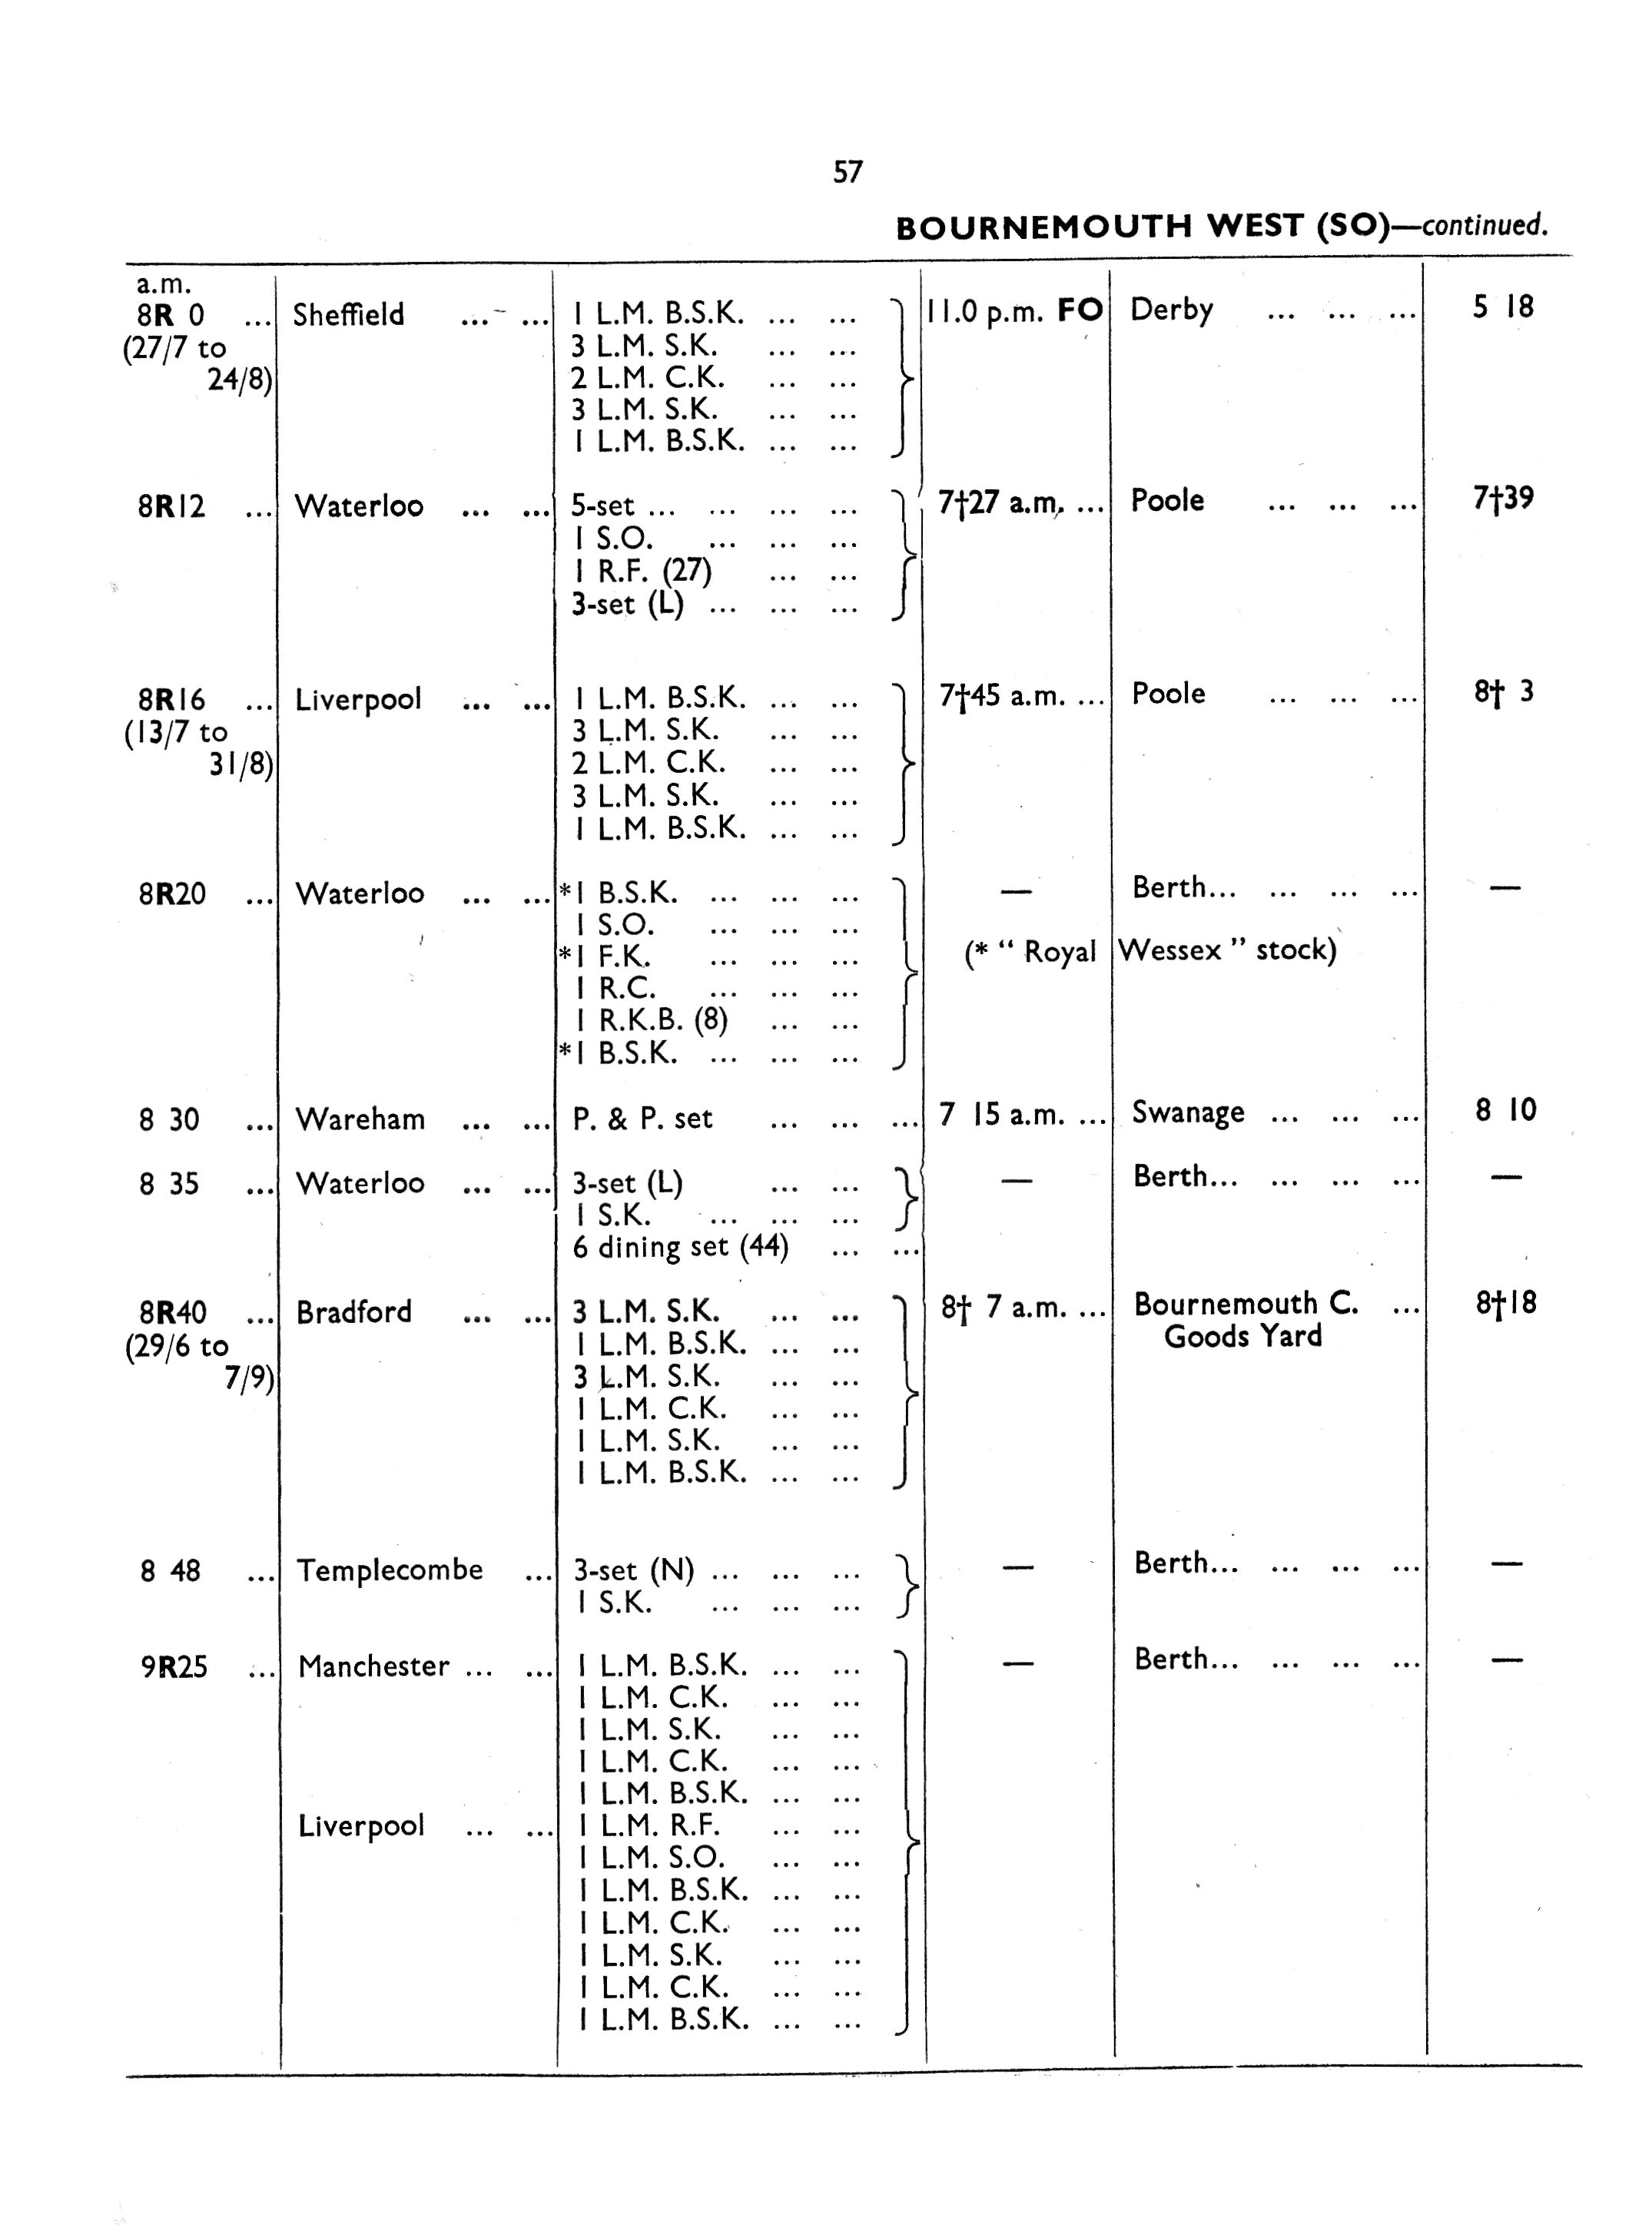 57
BOURNEMOUTH WEST (SO)—continued.
a.m.
8R 0 ... Sheffield ... ... 1 L.M. B.S.K. ... ... 11.0 p.m. FO Derby ... ... ... 5 18
(27/7 to 3 L.M. S.K. ... ...
24/8) 2 L.M. C.K. ... ...
3 L.M. S.K. ... ...
1 L.M. B.S.K. ... ...
8R12 ... Waterloo ... ... 5-set ... ... ... ... 7†27 a.m. ... Poole ... ... ... 7†39
1 S.O. ... ... ...
1 R.F. (27) ... ...
3-set (L) ... ... ...
8R16 ... Liverpool ... ... 1 L.M. B.S.K. ... ... 7†45 a.m. ... Poole ... ... ... 8† 3
(13/7 to 3 L.M. S.K. ... ...
31/8) 2 L.M. C.K. ... ...
3 L.M. S.K. ... ...
1 L.M. B.S.K. ... ...
8R20 ... Waterloo ... ... *1 B.S.K. ... ... ... — Berth... ... ... ... —
1 S.O. ... ... ...
*1 F.K. ... ... ... (* " Royal Wessex " stock)
1 R.C. ... ... ...
1 R.K.B. (8) ... ...
*1 B.S.K. ... ... ...
8 30 ... Wareham ... ... P. & P. set ... ... ... 7 15 a.m. ... Swanage ... ... ... 8 10
8 35 ... Waterloo ... ... 3-set (L) ... ... — Berth... ... ... ... —
1 S.K. ... ... ...
6 dining set (44) ... ...
8R40 ... Bradford ... ... 3 L.M. S.K. ... ... 8† 7 a.m. ... Bournemouth C. ... 8†18
(29/6 to 1 L.M. B.S.K. ... ... Goods Yard
7/9) 3 L.M. S.K. ... ...
1 L.M. C.K. ... ...
1 L.M. S.K. ... ...
1 L.M. B.S.K. ... ...
8 48 ... Templecombe ... 3-set (N) ... ... ... — Berth... ... ... ... —
1 S.K. ... ... ...
9R25 ... Manchester ... ... 1 L.M. B.S.K. ... ... — Berth... ... ... ... —
1 L.M. C.K. ... ...
1 L.M. S.K. ... ...
1 L.M. C.K. ... ...
1 L.M. B.S.K. ... ...
Liverpool ... ... 1 L.M. R.F. ... ...
1 L.M. S.O. ... ...
1 L.M. B.S.K. ... ...
1 L.M. C.K. ... ...
1 L.M. S.K. ... ...
1 L.M. C.K. ... ...
1 L.M. B.S.K. ... ...